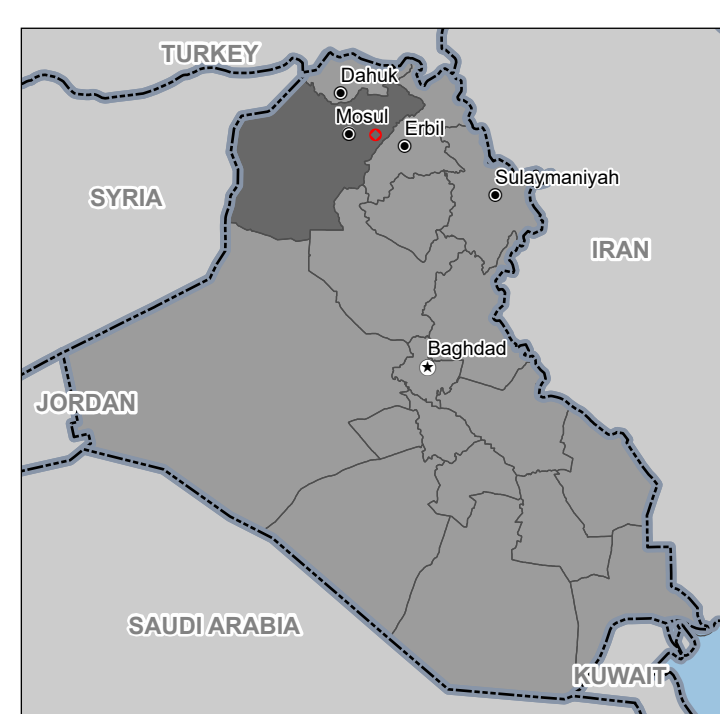 TURKEY
Dahuk
Mosul
Erbil
Sulaymaniyah
SYRIA
IRAN
Baghdad
JORDAN
SAUDI ARABIA
KUWAIT